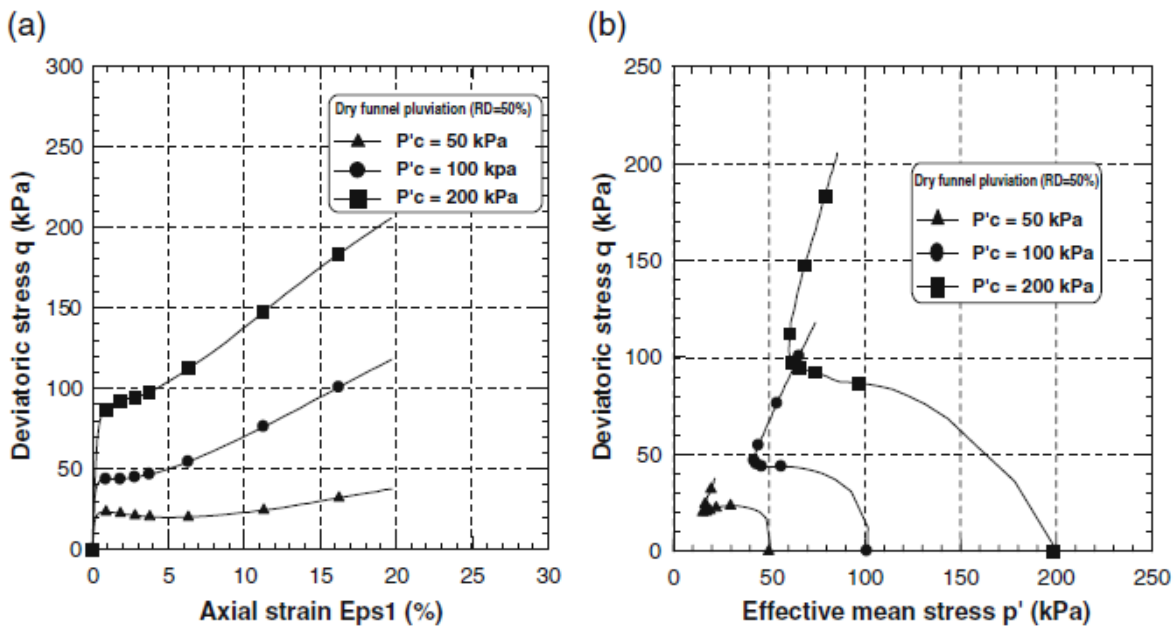 (a)
300
250
200
150
100
50
0
Deviatoric stress q (kPa)
Dry funnel pluviation (RD=50%)
P'c = 50 kPa
P'c = 100 kpa
P'c = 200 kPa
0 5 10 15 20 25 30
Axial strain Eps1 (%)
(b)
250
200
150
100
50
0
Deviatoric stress q (kPa)
Dry funnel pluviation (RD=50%)
P'c = 50 kPa
P'c = 100 kPa
P'c = 200 kPa
0 50 100 150 200 250
Effective mean stress p' (kPa)